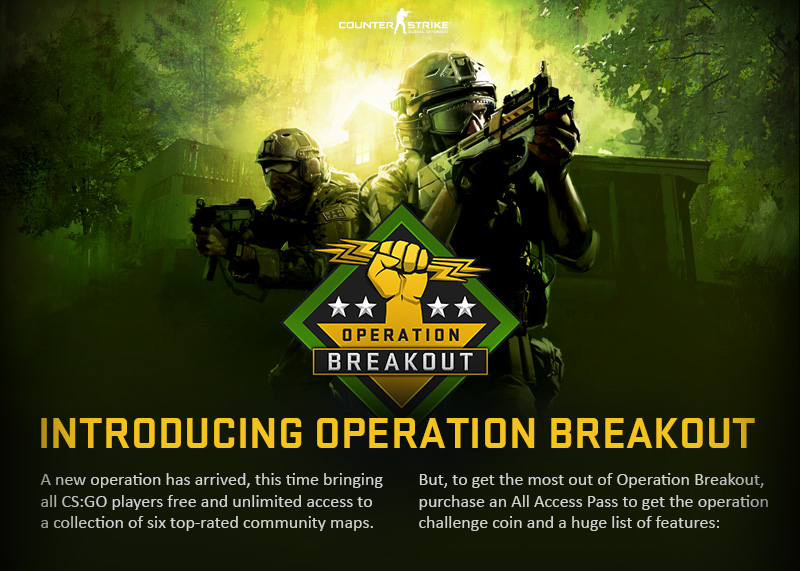 COUNTER STRIKE
GLOBAL OFFENSIVE
OPERATION
BREAKOUT
INTRODUCING OPERATION BREAKOUT
A new operation has arrived, this time bringing
all CS:GO players free and unlimited access to
a collection of six top-rated community maps.
But, to get the most out of Operation Breakout,
purchase an All Access Pass to get the operation
challenge coin and a huge list of features: